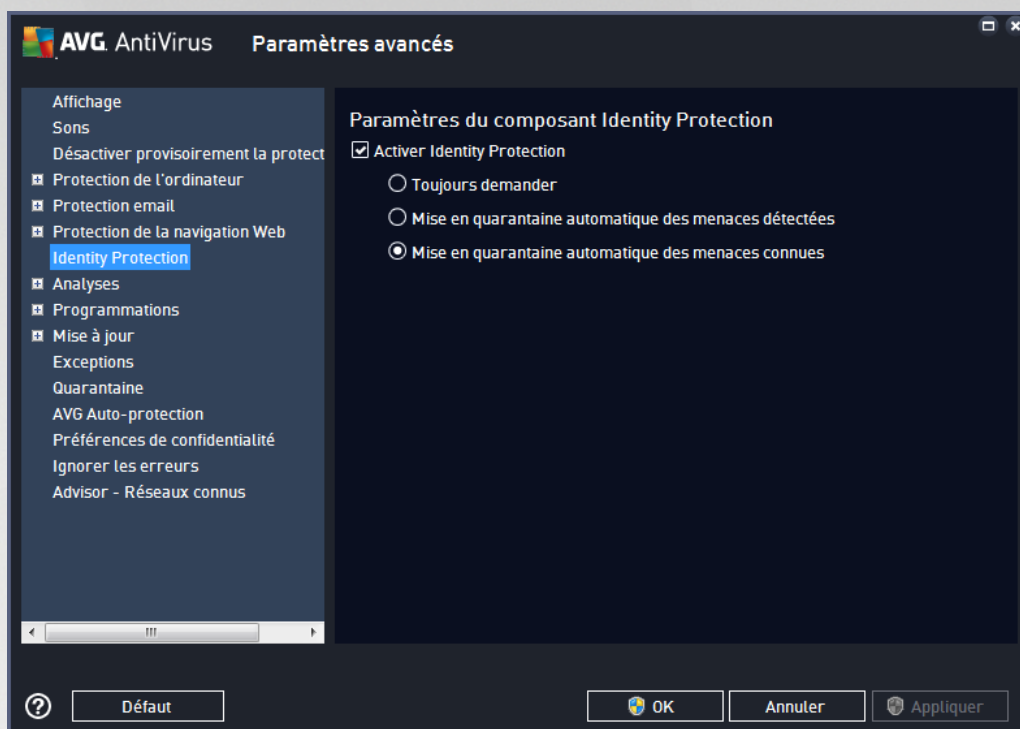 AVG. AntiVirus Paramètres avancés
Affichage
Sons
Désactiver provisoirement la protect
Protection de l'ordinateur
Protection email
Protection de la navigation Web
Identity Protection
Analyses
Programmations
Mise à jour
Exceptions
Quarantaine
AVG Auto-protection
Préférences de confidentialité
Ignorer les erreurs
Advisor - Réseaux connus
Paramètres du composant Identity Protection
Activer Identity Protection
Toujours demander
Mise en quarantaine automatique des menaces détectées
Mise en quarantaine automatique des menaces connues
? Défaut OK Annuler Appliquer